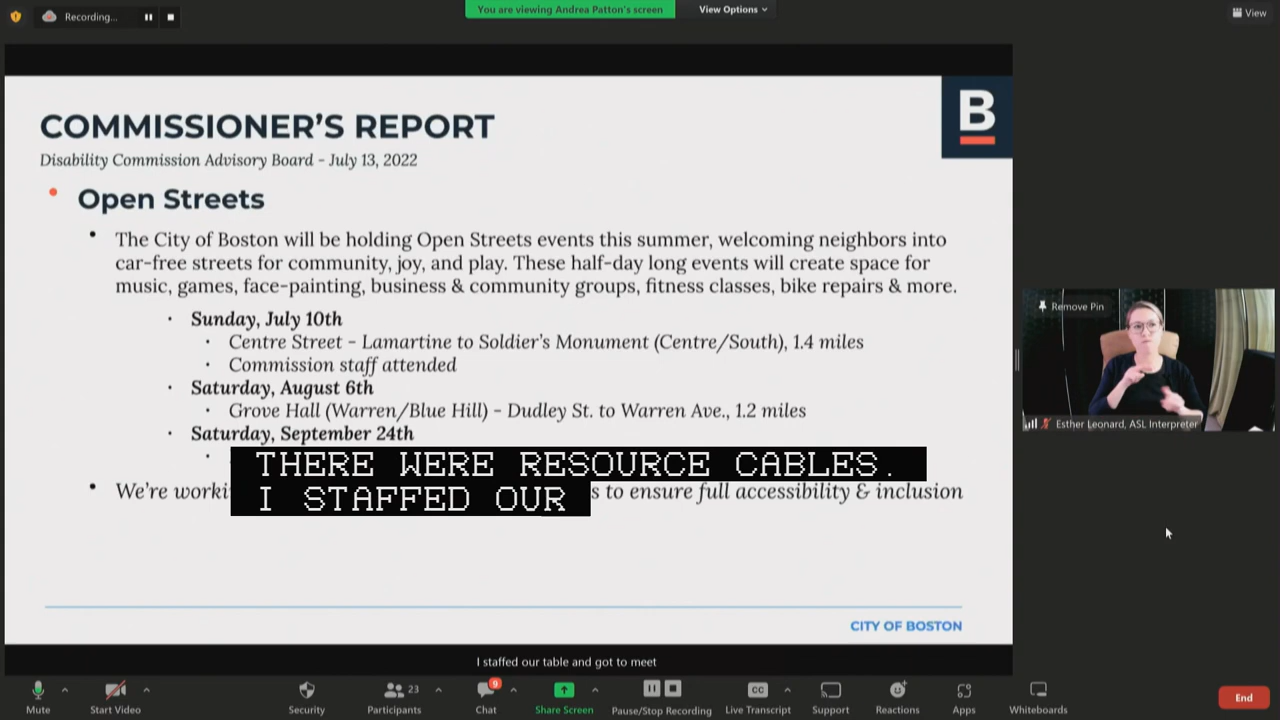 Recording...
You are viewing Andrea Patton's screen
View Options
View
COMMISSIONER'S REPORT
B
Disability Commission Advisory Board - July 13, 2022
Open Streets
The City of Boston will be holding Open Streets events this summer, welcoming neighbors into
car-free streets for community, joy, and play. These half-day long events will create space for
music, games, face-painting, business & community groups, fitness classes, bike repairs & more.
Sunday, July 10th
Centre Street - Lamartine to Soldier's Monument (Centre/South), 1.4 miles
Commission staff attended
Saturday, August 6th
Grove Hall (Warren/Blue Hill) - Dudley St. to Warren Ave., 1.2 miles
Saturday, September 24th
THERE WERE RESOURCE CABLES.
I STAFFED OUR
We're s to ensure full accessibility & inclusion
CITY OF BOSTON
Remove Pin
Esther Leonard, ASL Interpreter
I staffed our table and got to meet
Mute
Start Video
Security
Participants 23
Chat 9
Share Screen
Pause/Stop Recording
CC Live Transcript
Support
Reactions
Apps
Whiteboards
End